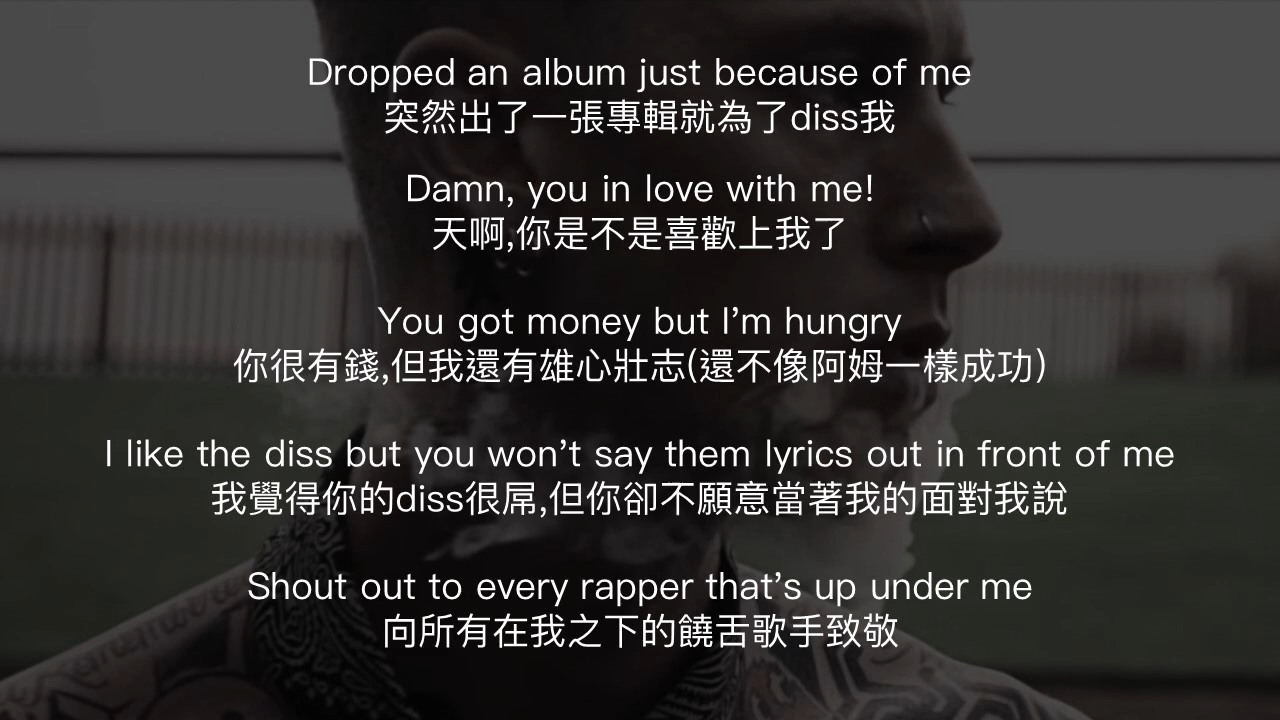 Dropped an album just because of me
突然出了一張專輯就為了diss我
Damn, you in love with me!
天啊,你是不是喜歡上我了
You got money but I'm hungry
你很有錢,但我還有雄心壯志(還不像阿姆一樣成功)
I like the diss but you won't say them lyrics out in front of me
我覺得你的diss很屌,但你卻不願意當著我的面對我說
Shout out to every rapper that's up under me
向所有在我之下的饒舌歌手致敬